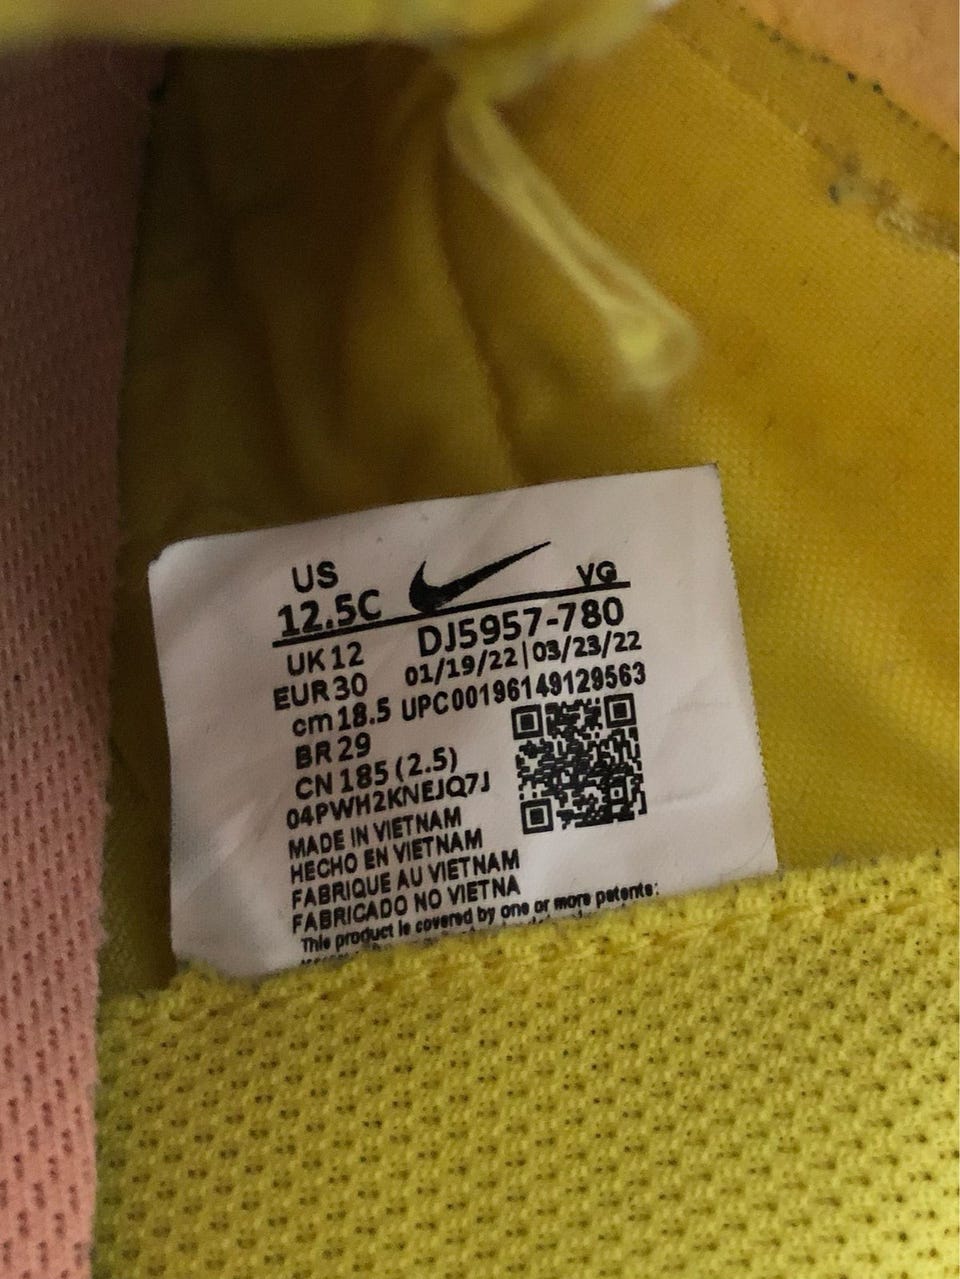 US
12.5C VG
UK 12 DJ5957-780
EUR 30 01/19/22|03/23/22
cm 18.5 UPC00196149129563
BR 29
CN 185 (2.5)
04PWH2KNEJQ7J
MADE IN VIETNAM
HECHO EN VIETNAM
FABRIQUE AU VIETNAM
FABRICADO NO VIETNA
This product is covered by one or more patents: